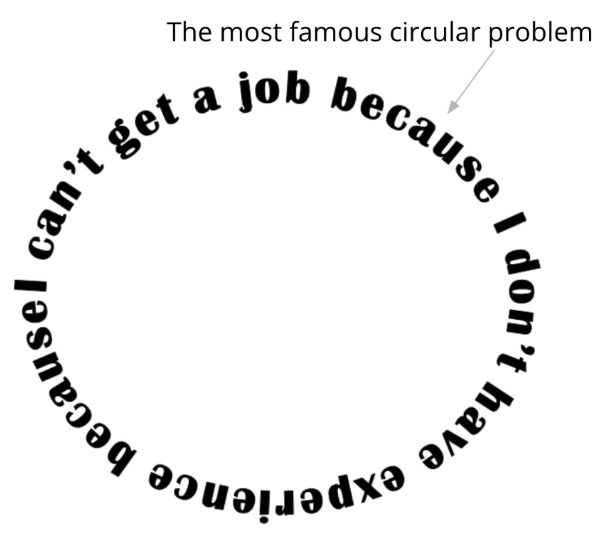 The most famous circular problem
I can't get a job because I don't have experience because